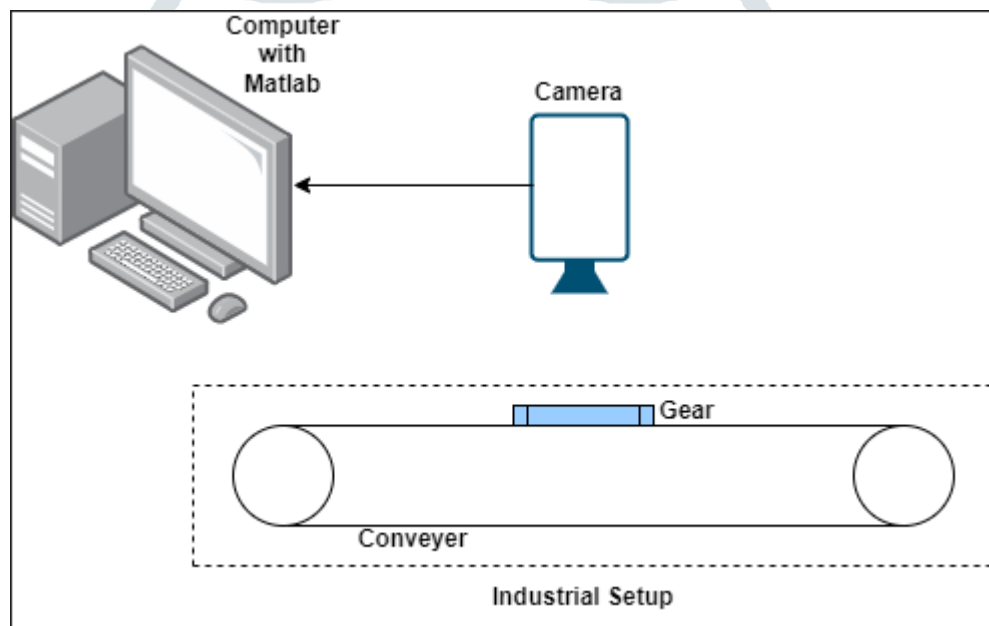 Computer
with
Matlab
Camera
Gear
Conveyer
Industrial Setup